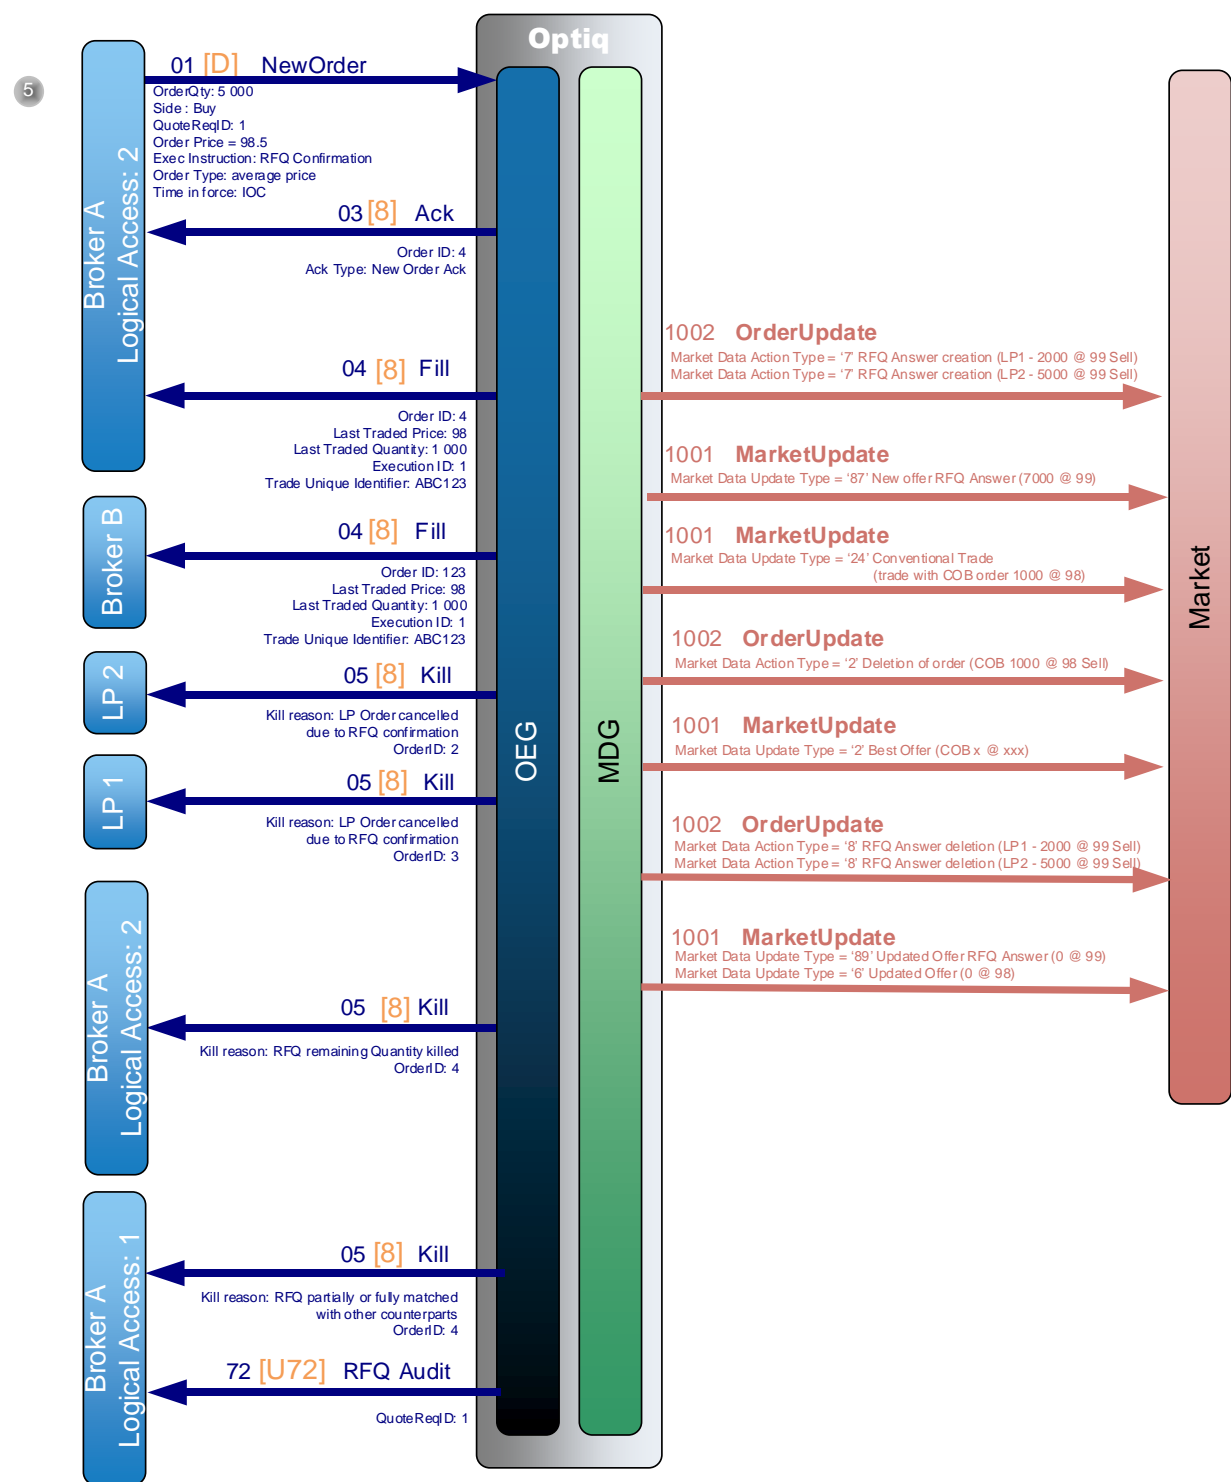 Optiq
5
Broker A
Logical Access: 2
01 [D] NewOrder
OrderQty: 5 000
Side : Buy
QuoteReqID: 1
Order Price = 98.5
Exec Instruction: RFQ Confirmation
Order Type: average price
Time in force: IOC
03 [8] Ack
Order ID: 4
Ack Type: New Order Ack
04 [8] Fill
Order ID: 4
Last Traded Price: 98
Last Traded Quantity: 1 000
Execution ID: 1
Trade Unique Identifier: ABC123
Broker B
04 [8] Fill
Order ID: 123
Last Traded Price: 98
Last Traded Quantity: 1 000
Execution ID: 1
Trade Unique Identifier: ABC123
LP 2
05 [8] Kill
Kill reason: LP Order cancelled
due to RFQ confirmation
OrderID: 2
LP 1
05 [8] Kill
Kill reason: LP Order cancelled
due to RFQ confirmation
OrderID: 3
Broker A
Logical Access: 2
05 [8] Kill
Kill reason: RFQ remaining Quantity killed
OrderID: 4
Broker A
Logical Access: 1
05 [8] Kill
Kill reason: RFQ partially or fully matched
with other counterparts
OrderID: 4
72 [U72] RFQ Audit
QuoteReqID: 1
OEG
MDG
1002 OrderUpdate
Market Data Action Type = ‘7’ RFQ Answer creation (LP1 - 2000 @ 99 Sell)
Market Data Action Type = ‘7’ RFQ Answer creation (LP2 - 5000 @ 99 Sell)
1001 MarketUpdate
Market Data Update Type = ‘87’ New offer RFQ Answer (7000 @ 99)
1001 MarketUpdate
Market Data Update Type = ‘24’ Conventional Trade
(trade with COB order 1000 @ 98)
1002 OrderUpdate
Market Data Action Type = ‘2’ Deletion of order (COB 1000 @ 98 Sell)
1001 MarketUpdate
Market Data Update Type = ‘2’ Best Offer (COB x @ xxx)
1002 OrderUpdate
Market Data Action Type = ‘8’ RFQ Answer deletion (LP1 - 2000 @ 99 Sell)
Market Data Action Type = ‘8’ RFQ Answer deletion (LP2 - 5000 @ 99 Sell)
1001 MarketUpdate
Market Data Update Type = ‘89’ Updated Offer RFQ Answer (0 @ 99)
Market Data Update Type = ‘6’ Updated Offer (0 @ 98)
Market